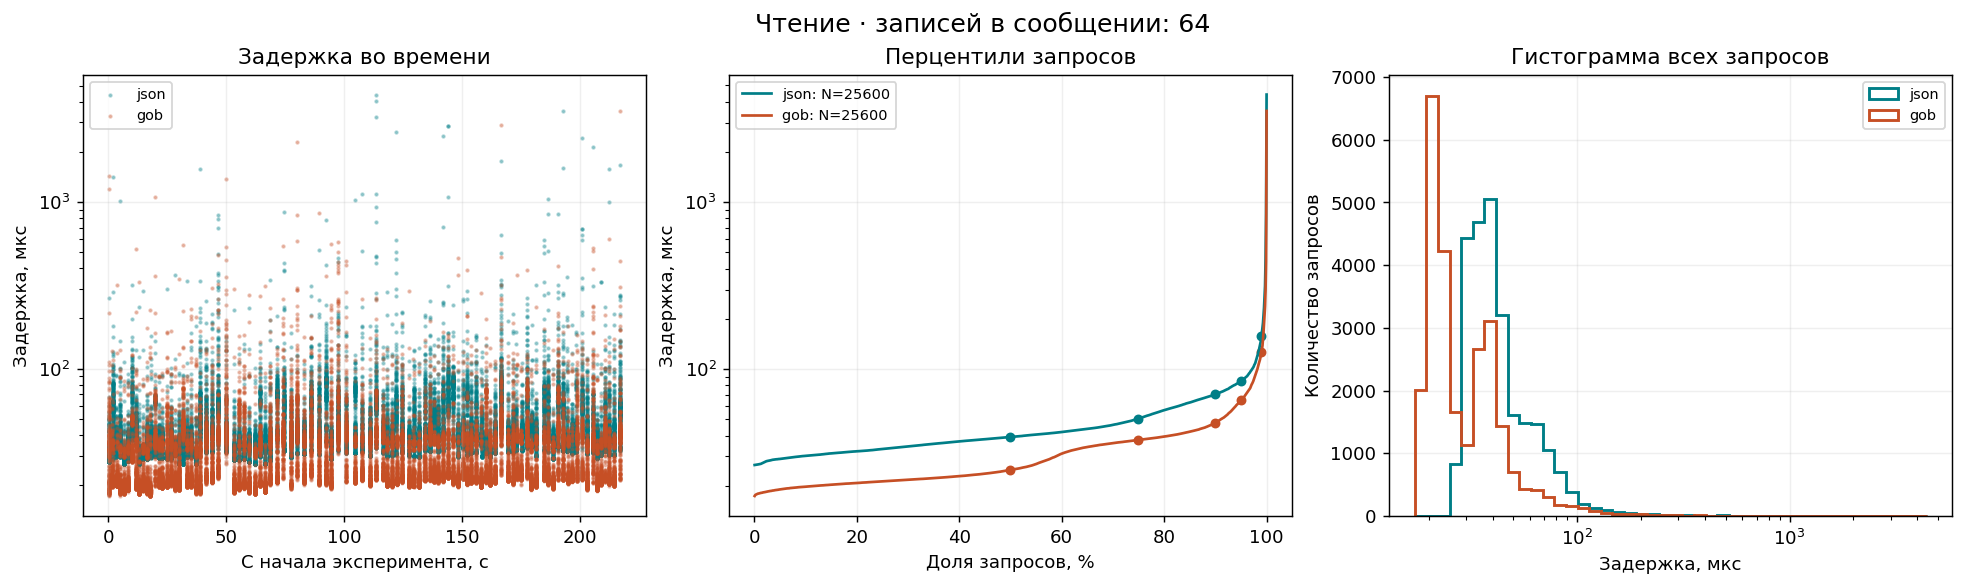 Чтение · записей в сообщении: 64
Задержка во времени
json
gob
10³
10²
Задержка, мкс
0
50
100
150
200
С начала эксперимента, с
Перцентили запросов
json: N=25600
gob: N=25600
10³
10²
Задержка, мкс
0
20
40
60
80
100
Доля запросов, %
Гистограмма всех запросов
json
gob
7000
6000
5000
4000
3000
2000
1000
0
Количество запросов
10²
10³
Задержка, мкс